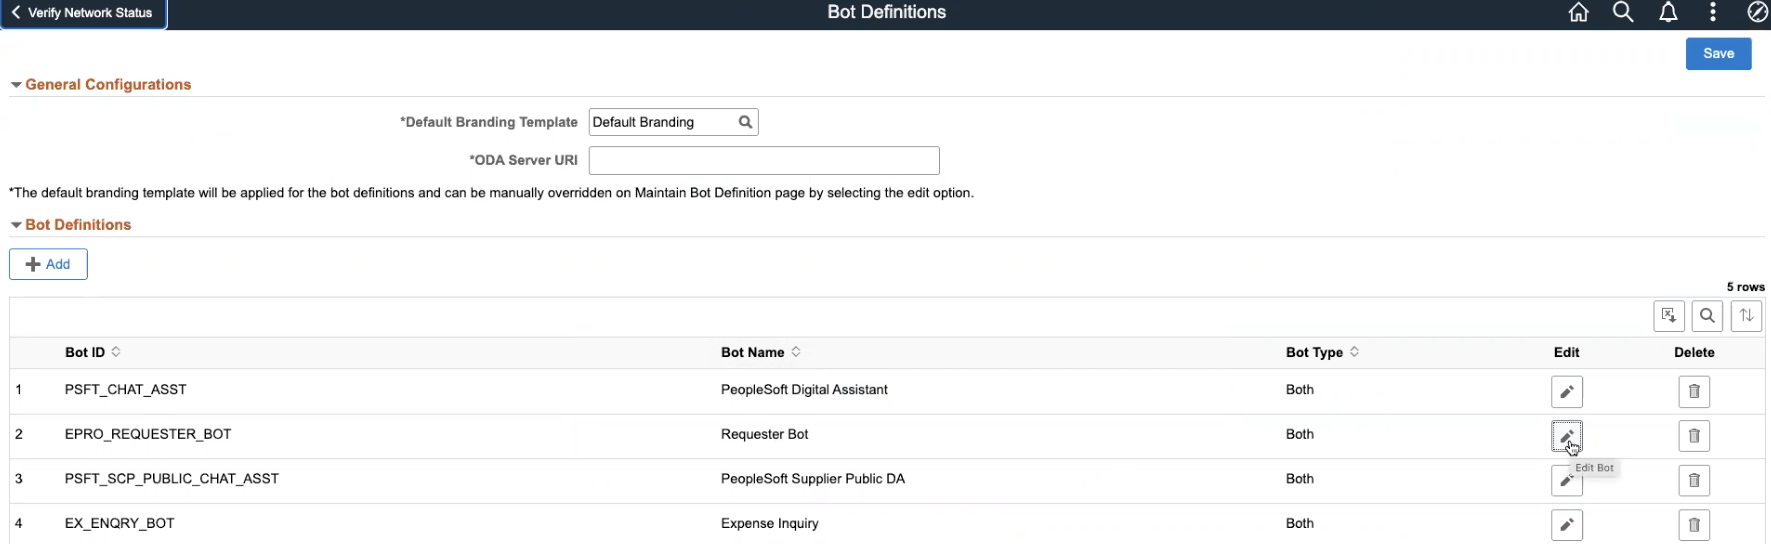 Verify Network Status
Bot Definitions
Save
General Configurations
*Default Branding Template Default Branding
*ODA Server URI
*The default branding template will be applied for the bot definitions and can be manually overridden on Maintain Bot Definition page by selecting the edit option.
Bot Definitions
Add
5 rows
Bot ID Bot Name Bot Type Edit Delete
1 PSFT_CHAT_ASST PeopleSoft Digital Assistant Both
2 EPRO_REQUESTER_BOT Requester Bot Both
Edit Bot
3 PSFT_SCP_PUBLIC_CHAT_ASST PeopleSoft Supplier Public DA Both
4 EX_ENQRY_BOT Expense Inquiry Both